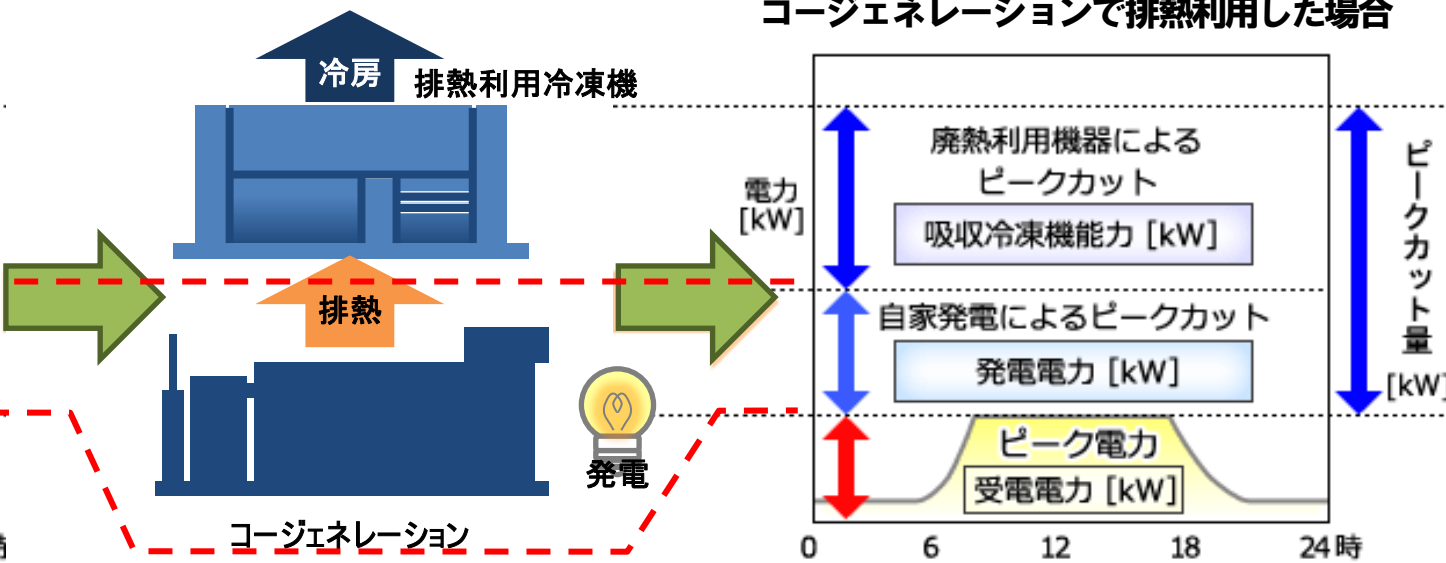 コージェネレーションで排熱利用した場合
冷房
排熱利用冷凍機
排熱
発電
コージェネレーション
電力
[kW]
廃熱利用機器による
ピークカット
吸収冷凍機能力 [kW]
自家発電によるピークカット
発電電力 [kW]
ピーク電力
受電電力 [kW]
0 6 12 18 24時
ピークカット量
[kW]